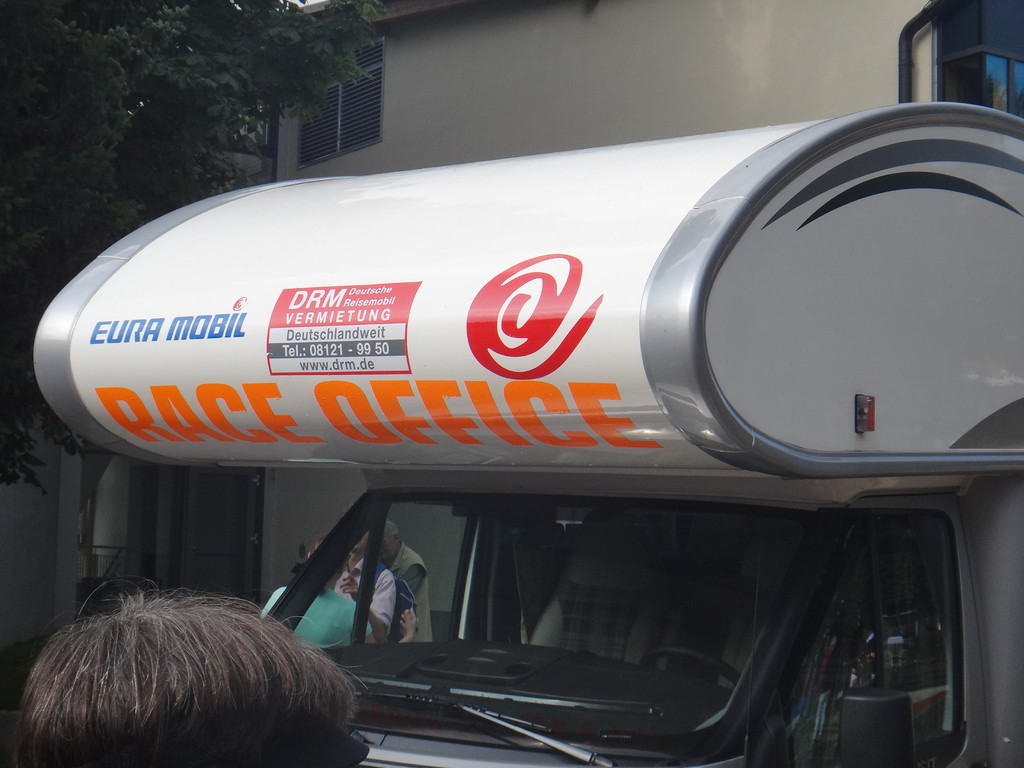 EURA MOBIL
DRM Deutsche Reisemobil
VERMIETUNG
Deutschlandweit
Tel.: 08121 - 99 50
www.drm.de
RACE OFFICE